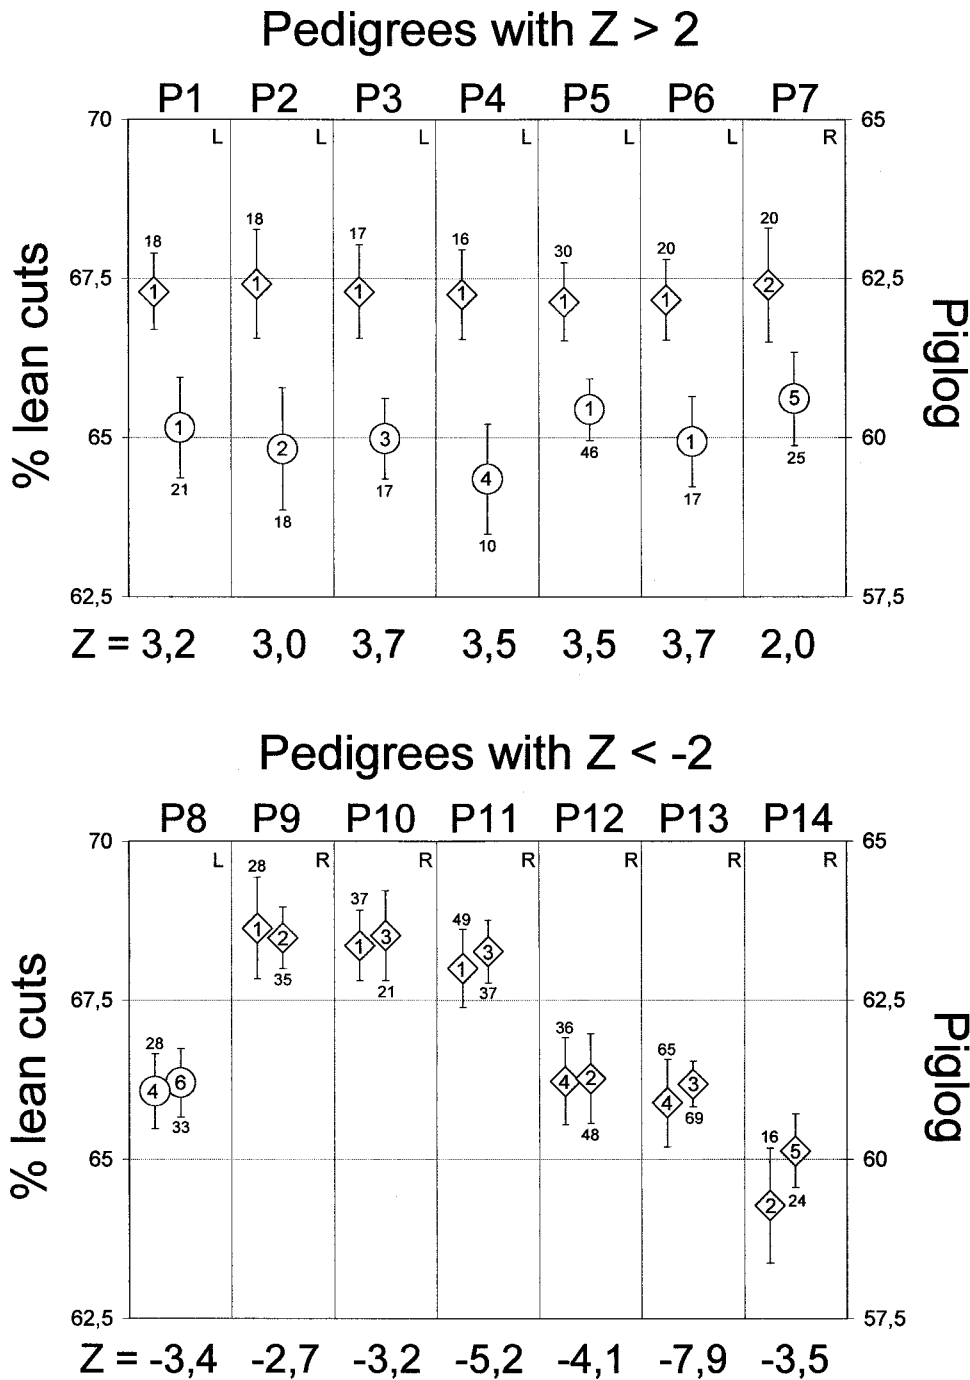 Pedigrees with Z > 2
P1 P2 P3 P4 P5 P6 P7
70 65
L L L L L L R
18 18 17 16 30 20 20
% lean cuts
67,5 62,5
1 1 1 1 1 1 2
Piglog
1 2 3 4 1 1 5
65 60
21 18 17 10 46 17 25
62,5 57,5
Z = 3,2 3,0 3,7 3,5 3,5 3,7 2,0
Pedigrees with Z < -2
P8 P9 P10 P11 P12 P13 P14
70 65
L R R R R R R
28 28 37 49 36 65 16
% lean cuts
67,5 62,5
4 6 1 2 1 3 1 3 4 2 4 3 2 5
Piglog
33 35 21 37 48 69 24
65 60
62,5 57,5
Z = -3,4 -2,7 -3,2 -5,2 -4,1 -7,9 -3,5